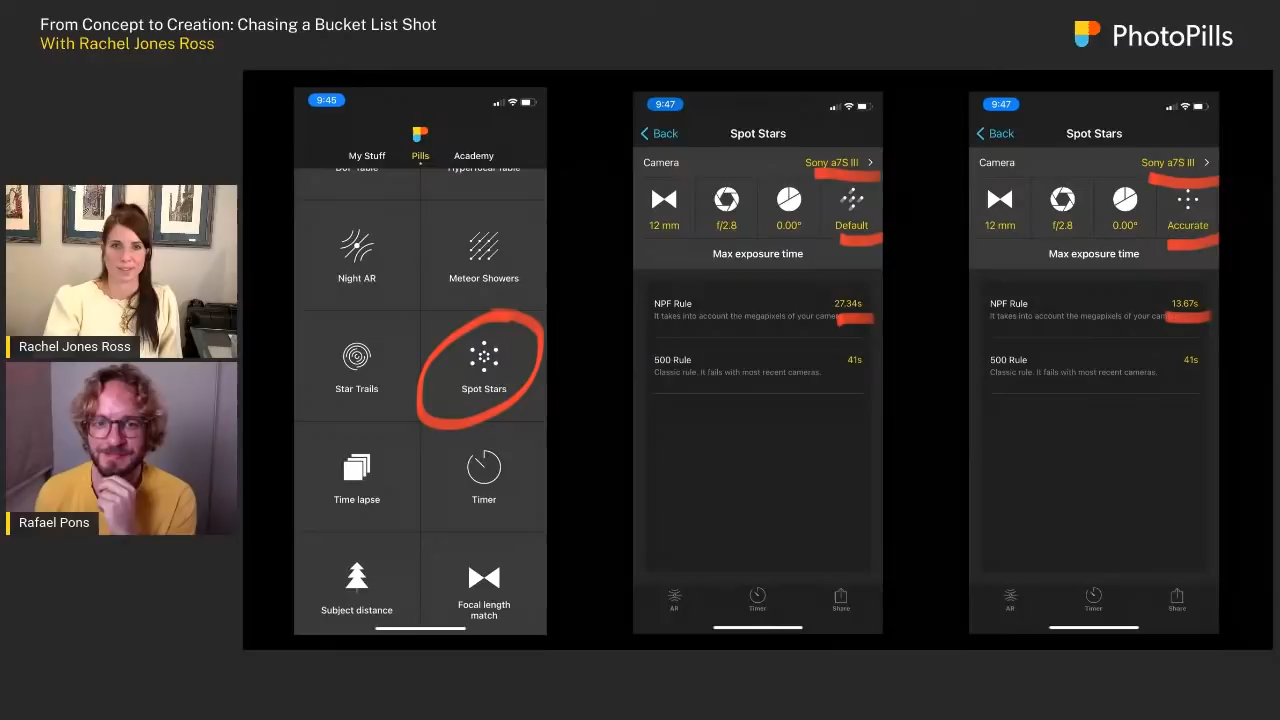 From Concept to Creation: Chasing a Bucket List Shot
With Rachel Jones Ross
PhotoPills
Rachel Jones Ross
Rafael Pons
9:45
My Stuff
Pills
Academy
DoF Table
Hyperfocal Table
Night AR
Meteor Showers
Star Trails
Spot Stars
Time lapse
Timer
Subject distance
Focal length
match
9:47
Back
Spot Stars
Camera
Sony a7S III
12 mm
f/2.8
0.00°
Default
Max exposure time
NPF Rule
27.34s
It takes into account the megapixels of your
500 Rule
41s
Classic rule. It fails with most recent cameras.
AR
Timer
Share
9:47
Back
Spot Stars
Camera
Sony a7S III
12 mm
f/2.8
0.00°
Accurate
Max exposure time
NPF Rule
13.67s
It takes into account the megapixels of your
500 Rule
41s
Classic rule. It fails with most recent cameras.
AR
Timer
Share